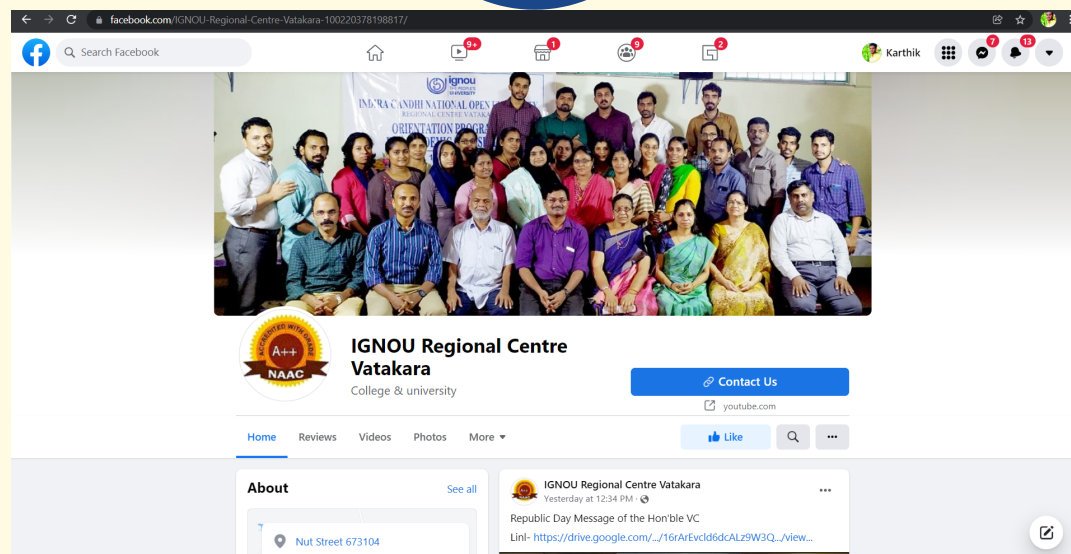 facebook.com/IGNOU-Regional-Centre-Vatakara-100220378198817/
Search Facebook
9+
1
9
2
Karthik
7
13
ignou
THE PEOPLE'S
UNIVERSITY
INDIRA GANDHI NATIONAL OPEN
REGIONAL CENTRE VATAKARA
ORIENTATION
ACCREDITED WITH GRADE
A++
NAAC
IGNOU Regional Centre
Vatakara
College & university
Contact Us
youtube.com
Home Reviews Videos Photos More
Like
About See all
Nut Street 673104
IGNOU Regional Centre Vatakara
Yesterday at 12:34 PM ·
Republic Day Message of the Hon'ble VC
Linl- https://drive.google.com/.../16rArEvcld6dcALz9W3Q.../view...